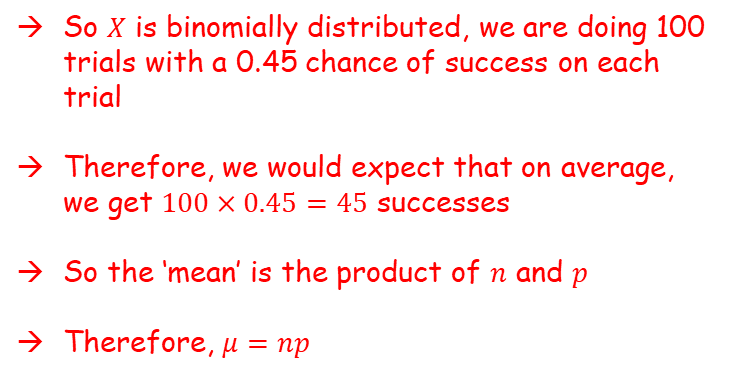 → So X is binomially distributed, we are doing 100
trials with a 0.45 chance of success on each
trial
→ Therefore, we would expect that on average,
we get 100 × 0.45 = 45 successes
→ So the ‘mean’ is the product of n and p
→ Therefore, μ = np